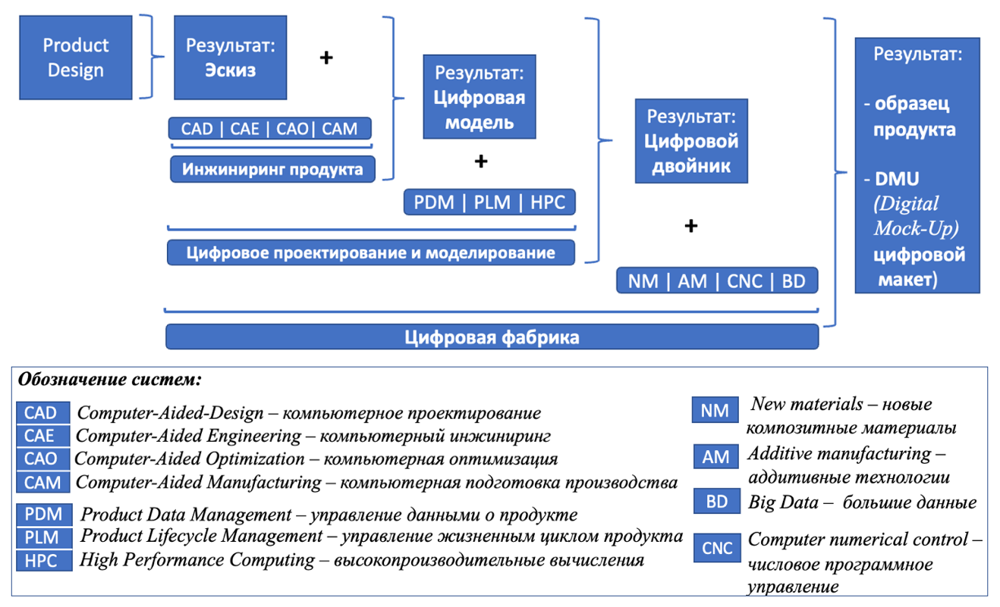 Product
Design
Результат:
Эскиз
+
CAD | CAE | CAO| CAM
Инжиниринг продукта
Результат:
Цифровая
модель
+
PDM | PLM | HPC
Цифровое проектирование и моделирование
Результат:
Цифровой
двойник
+
NM | AM | CNC | BD
Цифровая фабрика
Результат:
- образец
продукта
- DMU
(Digital
Mock-Up)
цифровой
макет)
Обозначение систем:
CAD Computer-Aided-Design – компьютерное проектирование
CAE Computer-Aided Engineering – компьютерный инжиниринг
CAO Computer-Aided Optimization – компьютерная оптимизация
CAM Computer-Aided Manufacturing – компьютерная подготовка производства
PDM Product Data Management – управление данными о продукте
PLM Product Lifecycle Management – управление жизненным циклом продукта
HPC High Performance Computing – высокопроизводительные вычисления
NM New materials – новые
композитные материалы
AM Additive manufacturing –
аддитивные технологии
BD Big Data – большие данные
CNC Computer numerical control –
числовое программное
управление